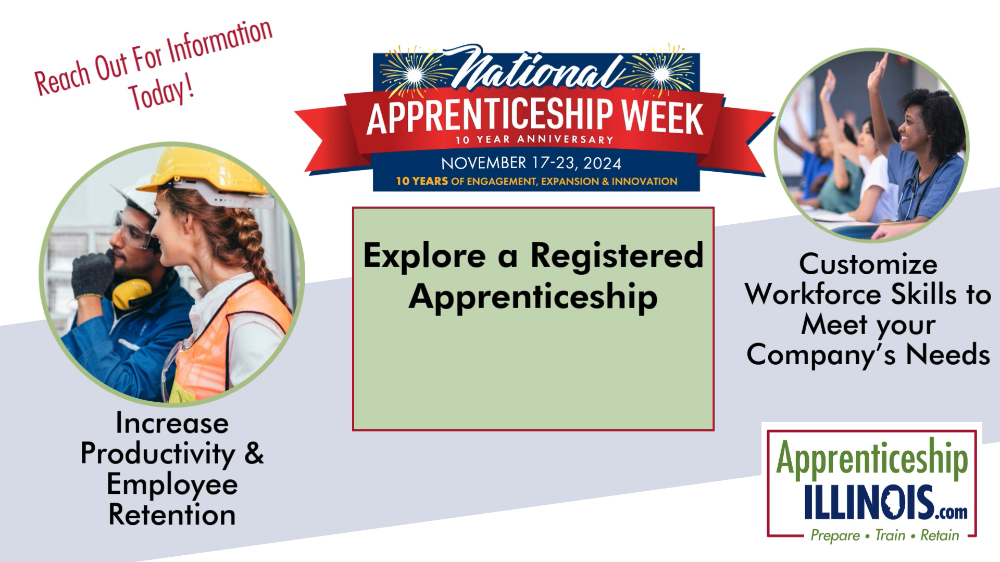 Reach Out For Information
Today!
National
APPRENTICESHIP WEEK
10 YEAR ANNIVERSARY
NOVEMBER 17-23, 2024
10 YEARS OF ENGAGEMENT, EXPANSION & INNOVATION
Explore a Registered
Apprenticeship
Customize
Workforce Skills to
Meet your
Company’s Needs
Increase
Productivity &
Employee
Retention
Apprenticeship
ILLINOIS.com
Prepare • Train • Retain